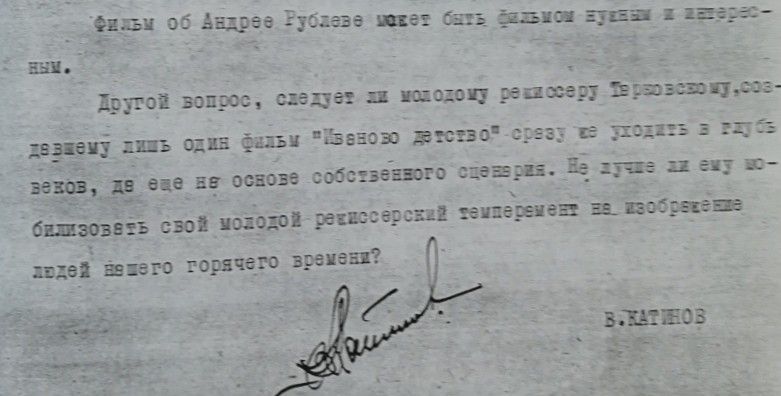 Фильм об Андрее Рублеве может быть фильмом нужным и интерес-
ным.
Другой вопрос, следует ли молодому режиссеру Тарковскому,соз-
давшему лишь один фильм "Иваново детство" сразу же уходить в глубь
веков, да еще на основе собственного сценария. Не лучше ли ему мо-
билизовать свой молодой режиссерский темперамент на изображение
людей нашего горячего времени?
В.КАТИНОВ